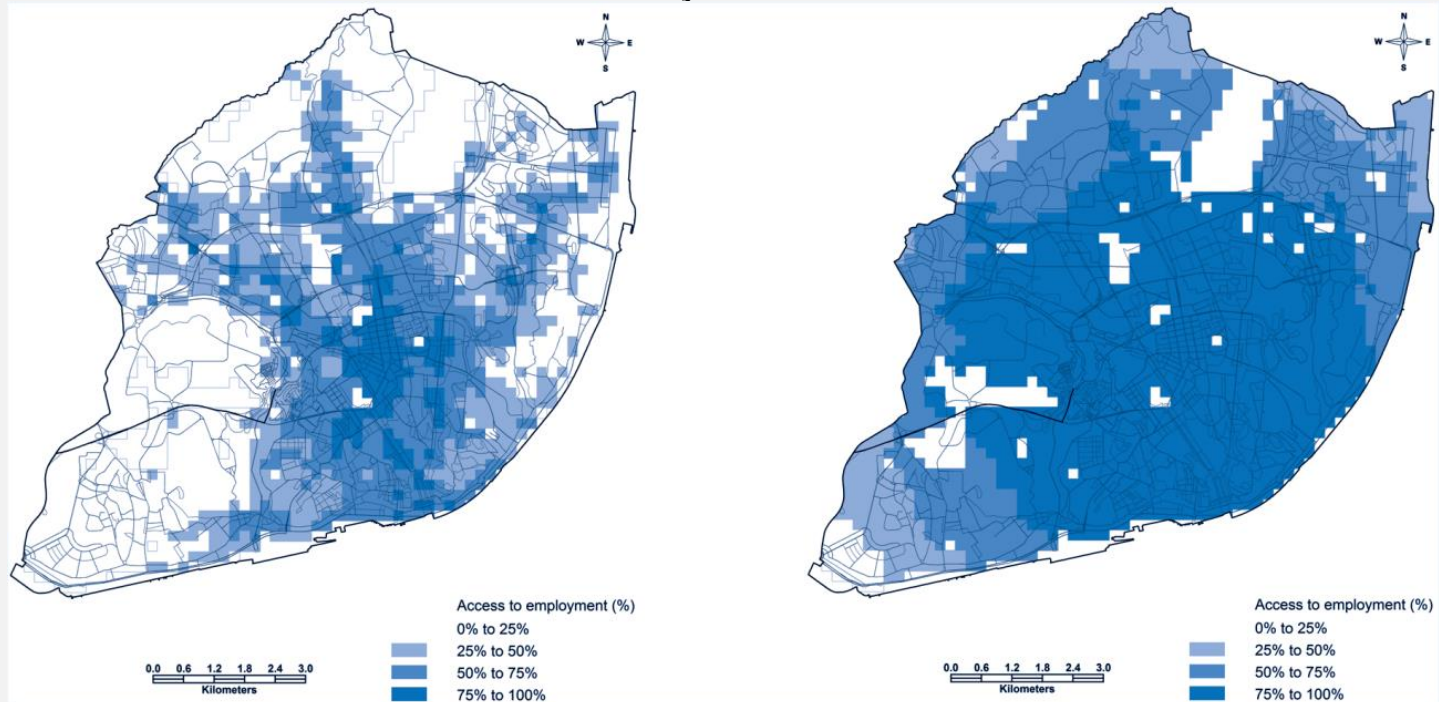 N
W E
S
Access to employment (%)
0% to 25%
25% to 50%
50% to 75%
75% to 100%
0.0 0.6 1.2 1.8 2.4 3.0
Kilometers
N
W E
S
Access to employment (%)
0% to 25%
25% to 50%
50% to 75%
75% to 100%
0.0 0.6 1.2 1.8 2.4 3.0
Kilometers